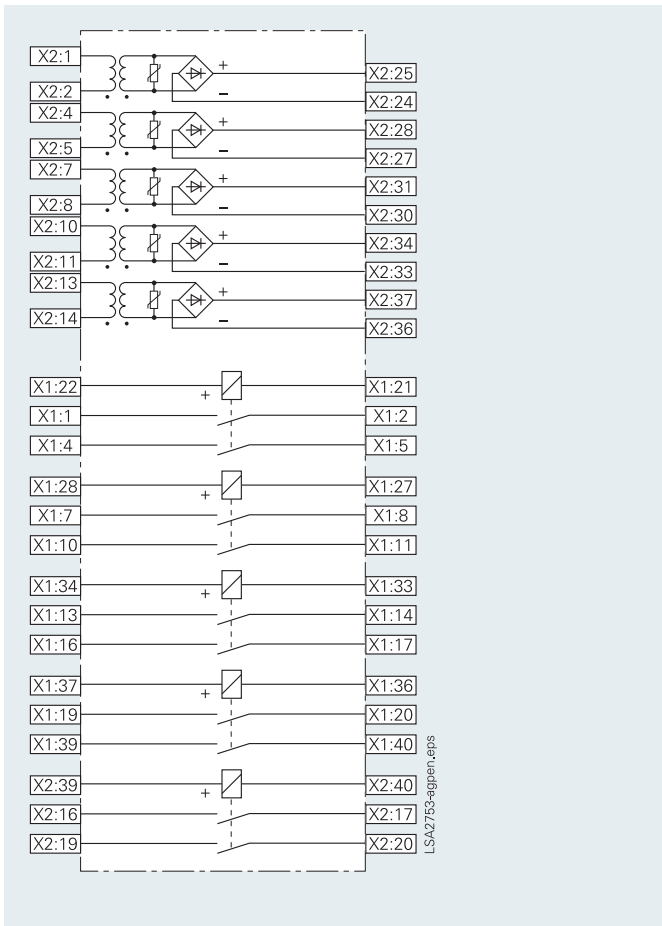 X2:1
+
X2:25
X2:2
−
X2:24
X2:4
+
X2:28
X2:5
−
X2:27
X2:7
+
X2:31
X2:8
−
X2:30
X2:10
+
X2:34
X2:11
−
X2:33
X2:13
+
X2:37
X2:14
−
X2:36
X1:22
+
X1:21
X1:1
X1:2
X1:4
X1:5
X1:28
+
X1:27
X1:7
X1:8
X1:10
X1:11
X1:34
+
X1:33
X1:13
X1:14
X1:16
X1:17
X1:37
+
X1:36
X1:19
X1:20
X1:39
X1:40
X2:39
+
X2:40
X2:16
X2:17
X2:19
X2:20
LSA2753-agpen.eps